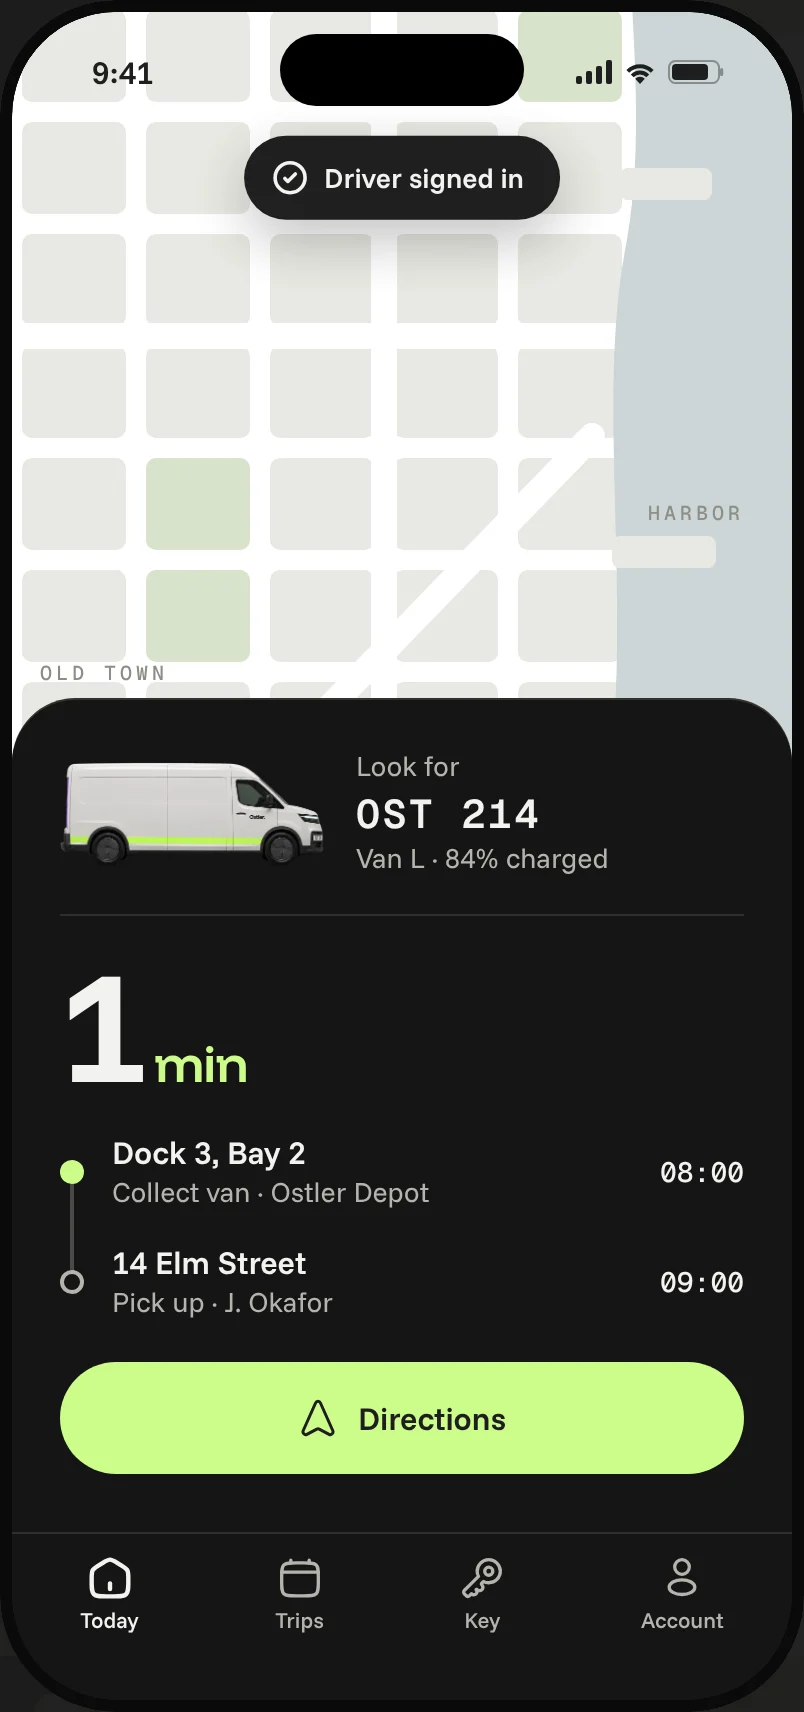 9:41
Driver signed in
HARBOR
OLD TOWN
Look for
OST 214
Van L · 84% charged
Ostler.
1 min
Dock 3, Bay 2
Collect van · Ostler Depot
08:00
14 Elm Street
Pick up · J. Okafor
09:00
Directions
Today
Trips
Key
Account